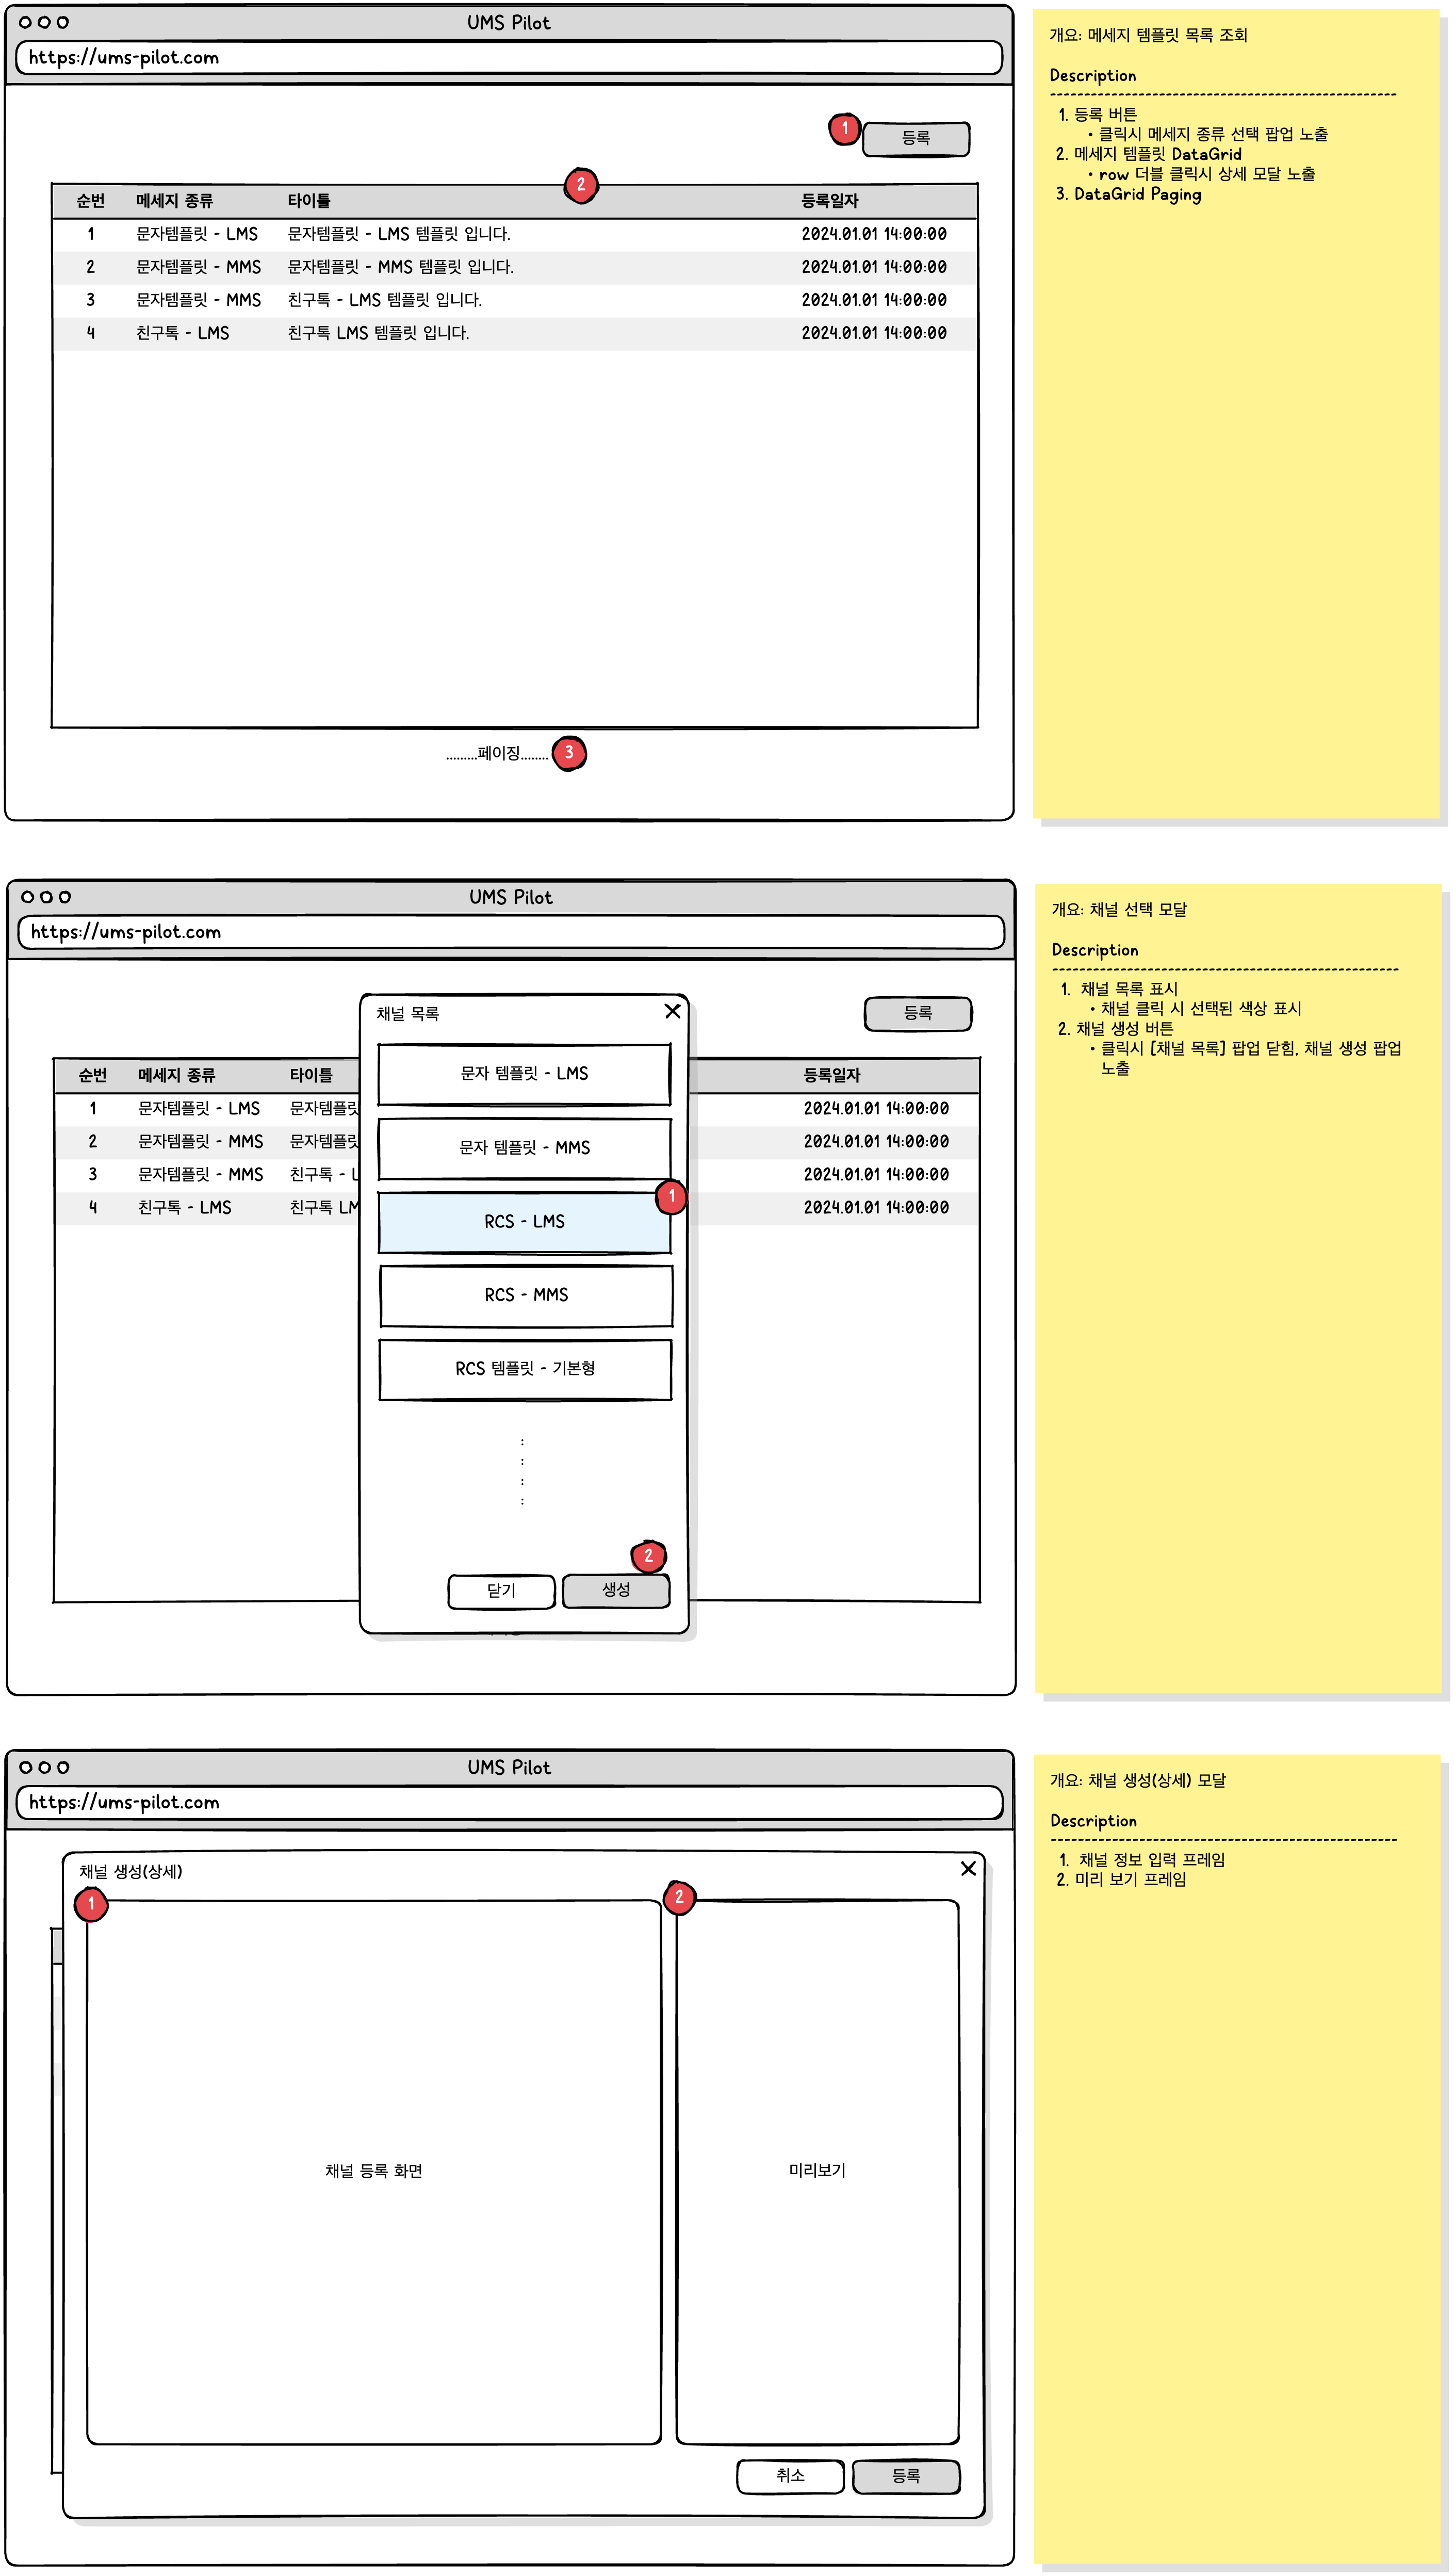 UMS Pilot
https://ums-pilot.com
1
등록
2
순번 메세지 종류 타이틀 등록일자
1 문자템플릿 - LMS 문자템플릿 - LMS 템플릿 입니다. 2024.01.01 14:00:00
2 문자템플릿 - MMS 문자템플릿 - MMS 템플릿 입니다. 2024.01.01 14:00:00
3 문자템플릿 - MMS 친구톡 - LMS 템플릿 입니다. 2024.01.01 14:00:00
4 친구톡 - LMS 친구톡 LMS 템플릿 입니다. 2024.01.01 14:00:00
.........페이징........
3
개요: 메세지 템플릿 목록 조회
Description
1. 등록 버튼
• 클릭시 메세지 종류 선택 팝업 노출
2. 메세지 템플릿 DataGrid
• row 더블 클릭시 상세 모달 노출
3. DataGrid Paging
UMS Pilot
https://ums-pilot.com
등록
순번 메세지 종류 타이틀 등록일자
1 문자템플릿 - LMS 문자템플릿 2024.01.01 14:00:00
2 문자템플릿 - MMS 문자템플릿 2024.01.01 14:00:00
3 문자템플릿 - MMS 친구톡 - L 2024.01.01 14:00:00
4 친구톡 - LMS 친구톡 LM 2024.01.01 14:00:00
채널 목록
문자 템플릿 - LMS
문자 템플릿 - MMS
1
RCS - LMS
RCS - MMS
RCS 템플릿 - 기본형
:
:
:
:
2
닫기 생성
개요: 채널 선택 모달
Description
1. 채널 목록 표시
• 채널 클릭 시 선택된 색상 표시
2. 채널 생성 버튼
• 클릭시 [채널 목록] 팝업 닫힘, 채널 생성 팝업
노출
UMS Pilot
https://ums-pilot.com
채널 생성(상세)
1
2
채널 등록 화면
미리보기
취소 등록
개요: 채널 생성(상세) 모달
Description
1. 채널 정보 입력 프레임
2. 미리 보기 프레임